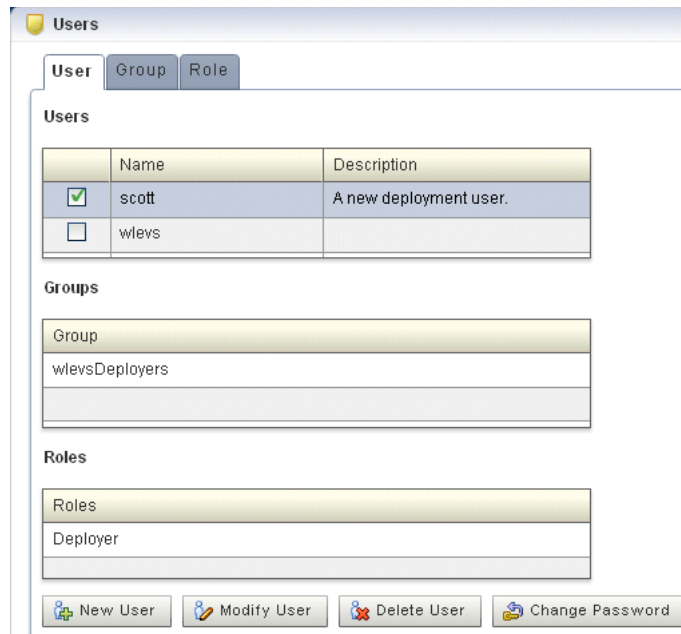 Users
User Group Role
Users
Name Description
scott A new deployment user.
wlevs
Groups
Group
wlevsDeployers
Roles
Roles
Deployer
New User Modify User Delete User Change Password